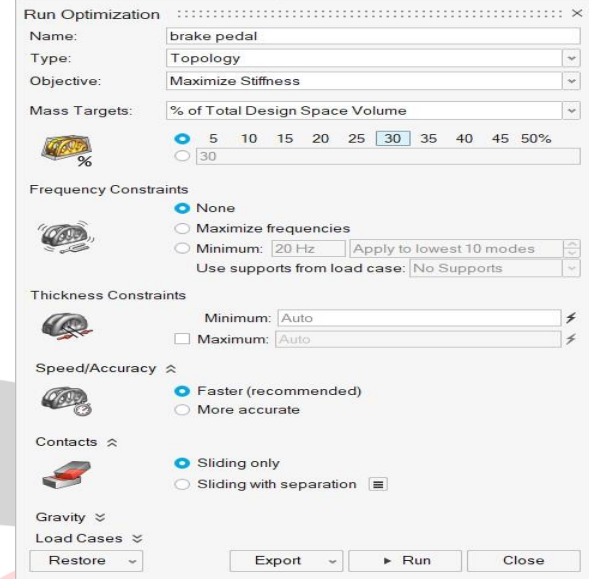 Run Optimization
Name: brake pedal
Type: Topology
Objective: Maximize Stiffness
Mass Targets: % of Total Design Space Volume
5 10 15 20 25 30 35 40 45 50%
%
30
Frequency Constraints
None
Maximize frequencies
Minimum: 20 Hz Apply to lowest 10 modes
Use supports from load case: No Supports
Thickness Constraints
Minimum: Auto
Maximum: Auto
Speed/Accuracy
Faster (recommended)
More accurate
Contacts
Sliding only
Sliding with separation
Gravity
Load Cases
Restore Export Run Close